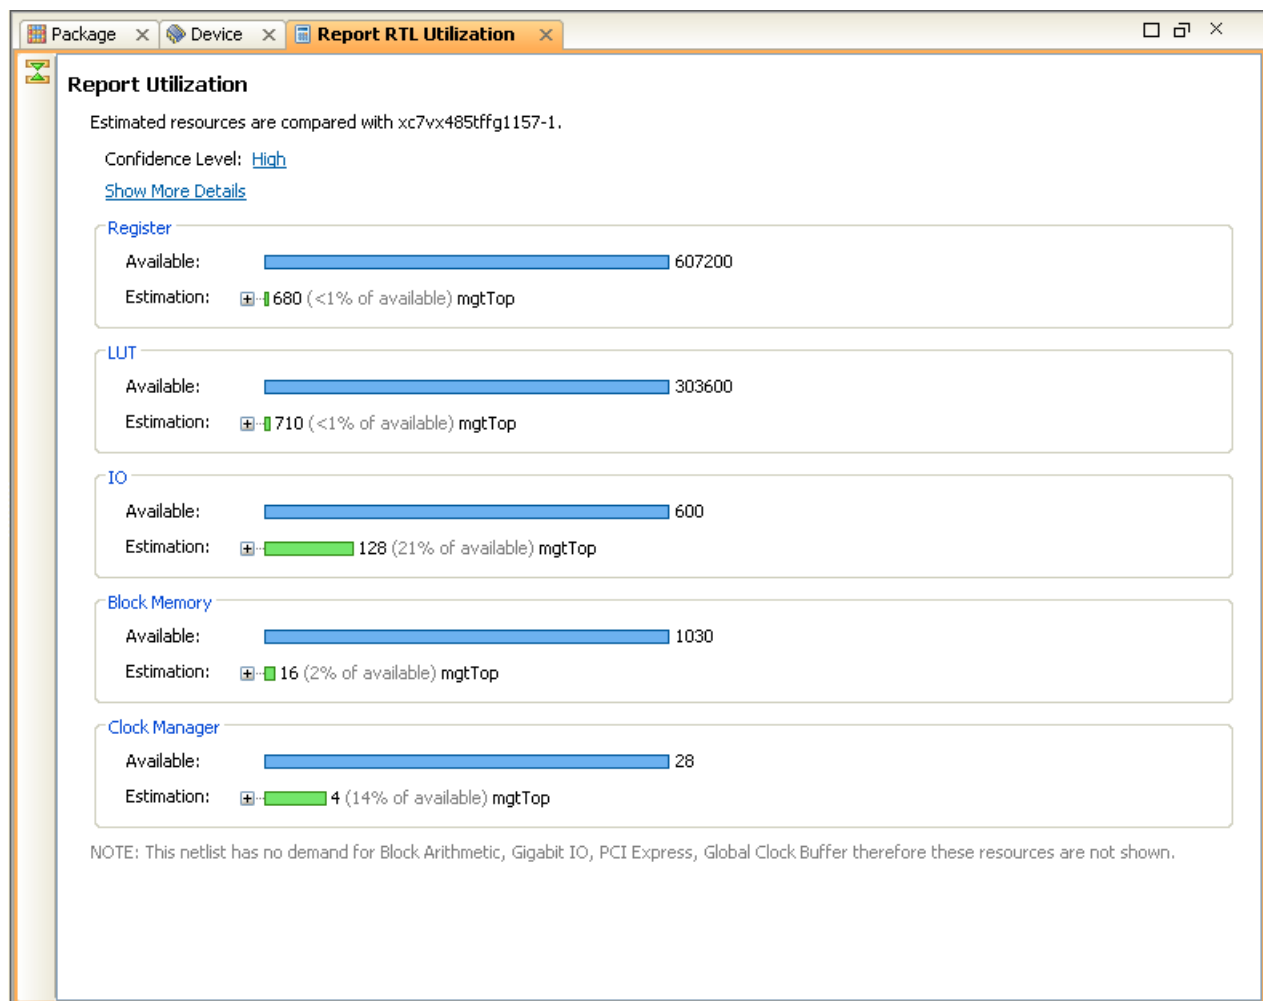 Package Device Report RTL Utilization
Report Utilization
Estimated resources are compared with xc7vx485tffg1157-1.
Confidence Level: High
Show More Details
Register
Available: 607200
Estimation: 680 (<1% of available) mgtTop
LUT
Available: 303600
Estimation: 710 (<1% of available) mgtTop
IO
Available: 600
Estimation: 128 (21% of available) mgtTop
Block Memory
Available: 1030
Estimation: 16 (2% of available) mgtTop
Clock Manager
Available: 28
Estimation: 4 (14% of available) mgtTop
NOTE: This netlist has no demand for Block Arithmetic, Gigabit IO, PCI Express, Global Clock Buffer therefore these resources are not shown.